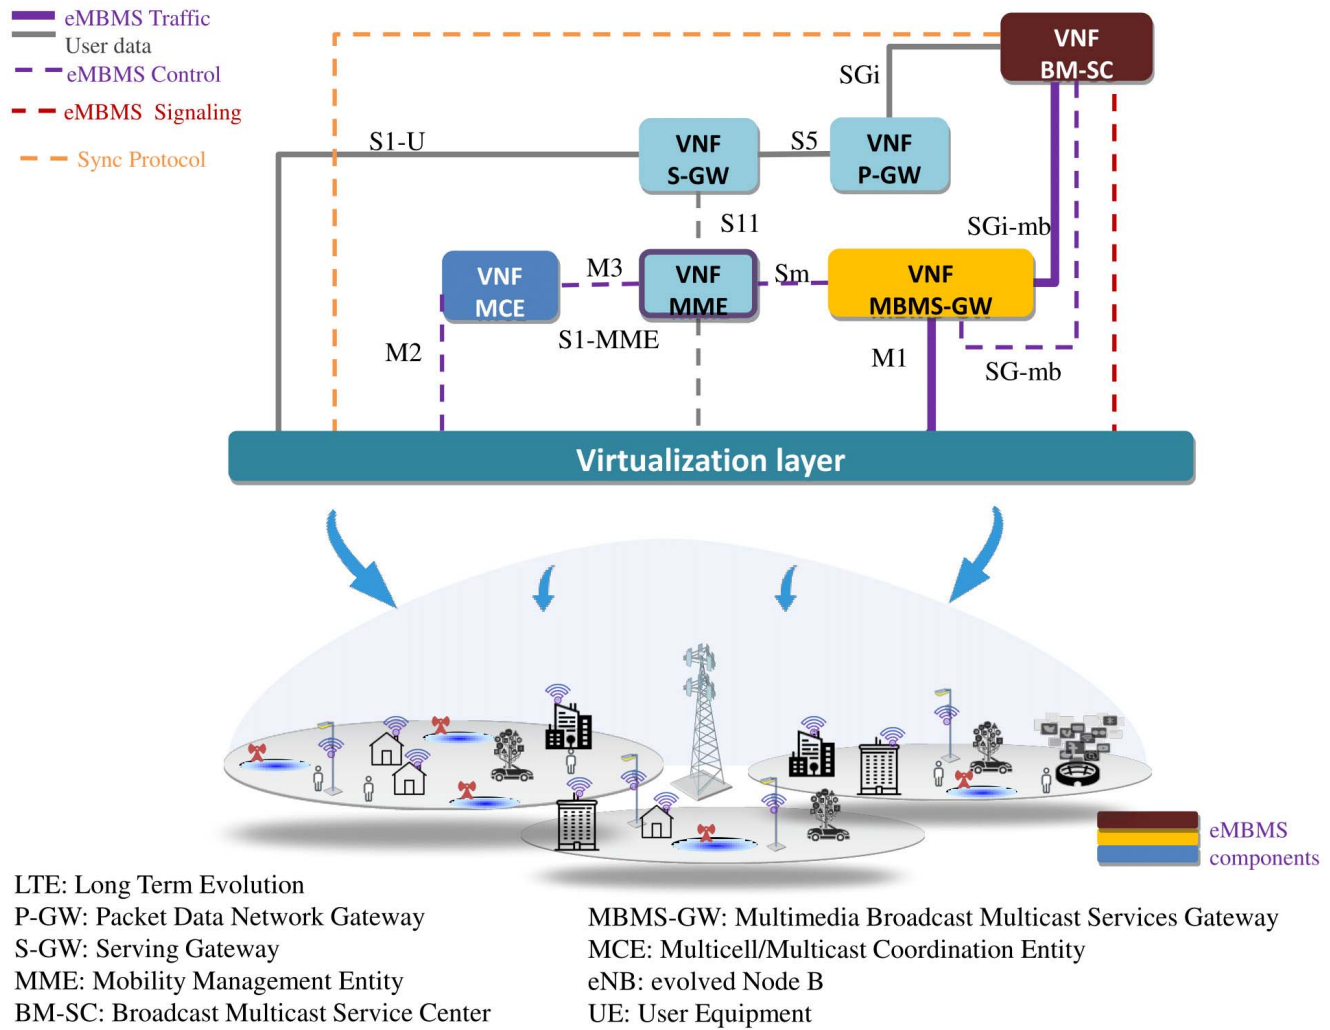 eMBMS Traffic
User data
eMBMS Control
eMBMS Signaling
Sync Protocol
VNF
BM-SC
SGi
S1-U
VNF
S-GW
S5
VNF
P-GW
S11
SGi-mb
VNF
MCE
M3
VNF
MME
Sm
VNF
MBMS-GW
S1-MME
M2
M1
SG-mb
Virtualization layer
eMBMS
components
LTE: Long Term Evolution
P-GW: Packet Data Network Gateway
S-GW: Serving Gateway
MME: Mobility Management Entity
BM-SC: Broadcast Multicast Service Center
MBMS-GW: Multimedia Broadcast Multicast Services Gateway
MCE: Multicell/Multicast Coordination Entity
eNB: evolved Node B
UE: User Equipment